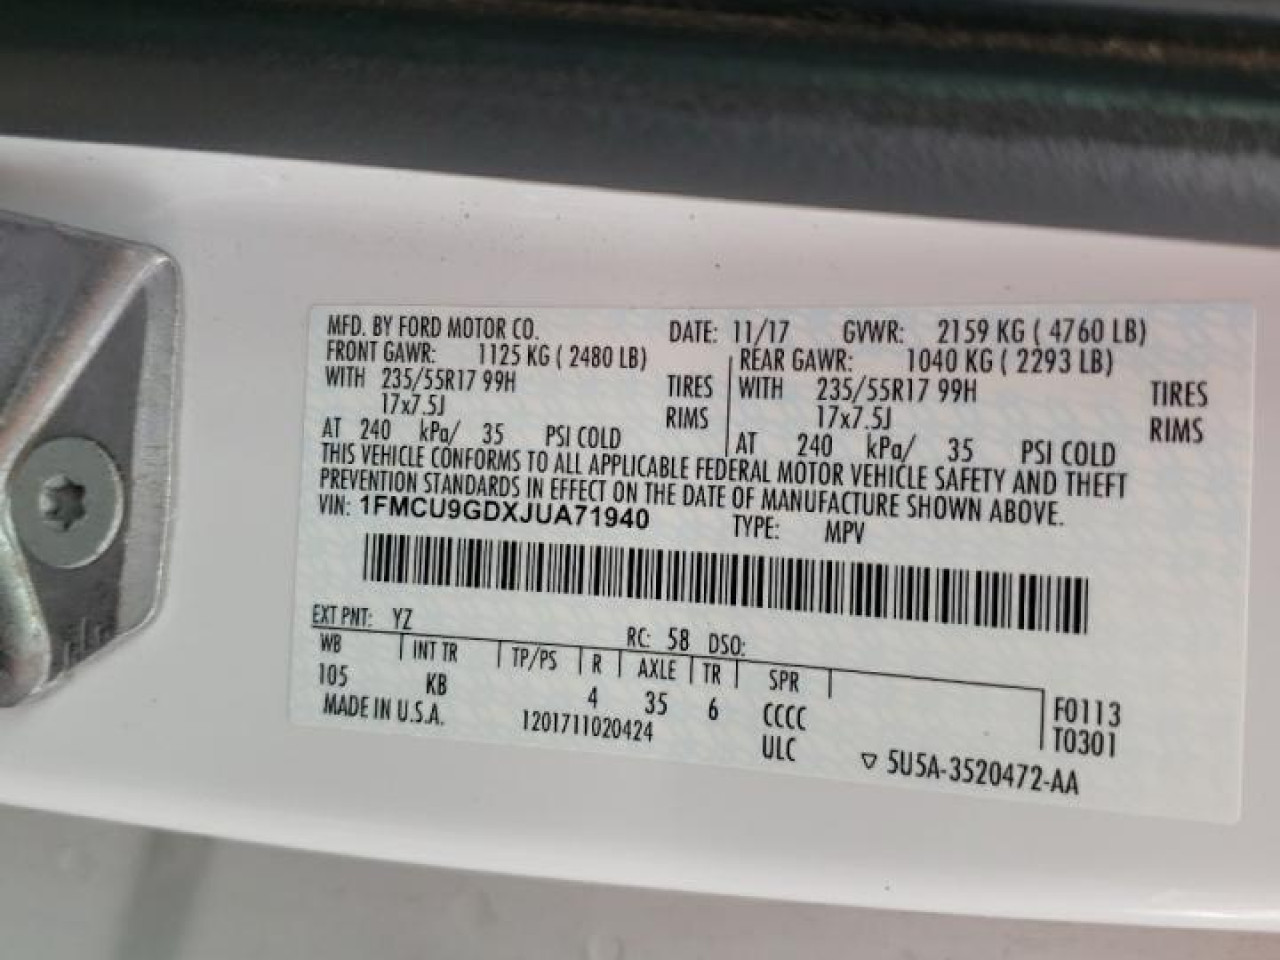 MFD. BY FORD MOTOR CO. DATE: 11/17 GVWR: 2159 KG ( 4760 LB)
FRONT GAWR: 1125 KG ( 2480 LB) REAR GAWR: 1040 KG ( 2293 LB)
WITH 235/55R17 99H TIRES WITH 235/55R17 99H TIRES
17x7.5J RIMS 17x7.5J RIMS
AT 240 kPa/ 35 PSI COLD AT 240 kPa/ 35 PSI COLD
THIS VEHICLE CONFORMS TO ALL APPLICABLE FEDERAL MOTOR VEHICLE SAFETY AND THEFT
PREVENTION STANDARDS IN EFFECT ON THE DATE OF MANUFACTURE SHOWN ABOVE.
VIN: 1FMCU9GDXJUA71940 TYPE: MPV
EXT PNT: YZ RC: 58 DSO:
WB INT TR TP/PS R AXLE TR SPR
105 KB 4 35 6 CCCC F0113
MADE IN U.S.A. 1201711020424 ULC T0301
▽ 5U5A-3520472-AA